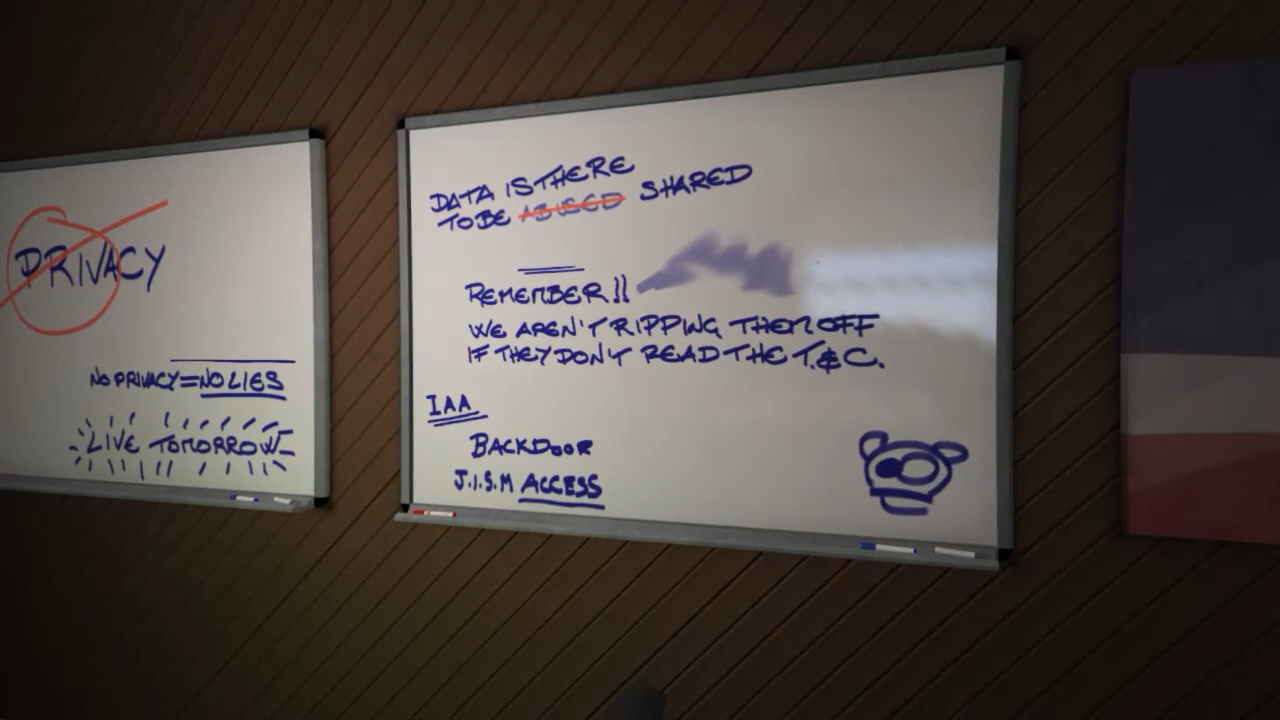 PRIVACY
NO PRIVACY = NO LIES
LIVE TOMORROW
DATA IS THERE
TO BE ABUSED SHARED
REMEMBER!!
WE AREN'T RIPPING THEM OFF
IF THEY DON'T READ THE T.& C.
IAA
BACKDOOR
J.I.S.M ACCESS